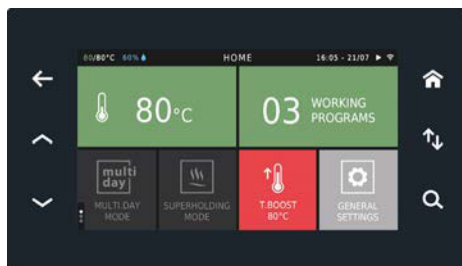 80/80°C 60% HOME 16:05 - 21/07
80°C
03 WORKING
PROGRAMS
multi
day
MULTI.DAY
MODE
SUPERHOLDING
MODE
T.BOOST
80°C
GENERAL
SETTINGS